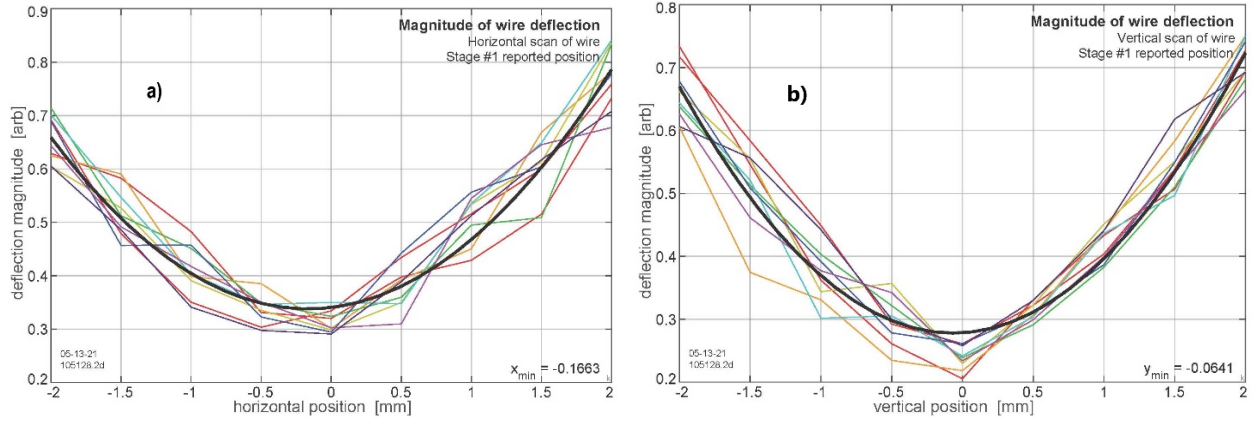 Magnitude of wire deflection
Horizontal scan of wire
Stage #1 reported position
a)
0.9
0.8
0.7
0.6
0.5
0.4
0.3
0.2
deflection magnitude [arb]
05-13-21
105128.2d
x_min = -0.1663
-2 -1.5 -1 -0.5 0 0.5 1 1.5 2
horizontal position [mm]
Magnitude of wire deflection
Vertical scan of wire
Stage #1 reported position
b)
0.8
0.7
0.6
0.5
0.4
0.3
0.2
deflection magnitude [arb]
05-13-21
105128.2d
y_min = -0.0641
-2 -1.5 -1 -0.5 0 0.5 1 1.5 2
vertical position [mm]